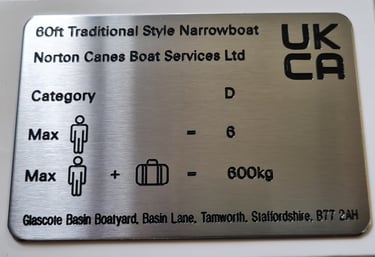 60ft Traditional Style Narrowboat
Norton Canes Boat Services Ltd
UK
CA
Category D
Max = 6
Max + = 600kg
Glascote Basin Boatyard, Basin Lane, Tamworth, Staffordshire, B77 2AH